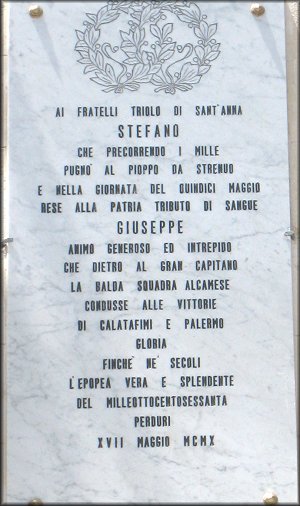 AI FRATELLI TRIOLO DI SANT'ANNA
STEFANO
CHE PRECORRENDO I MILLE
PUGNO' AL PIOPPO DA STRENUO
E NELLA GIORNATA DEL QUINDICI MAGGIO
RESE ALLA PATRIA TRIBUTO DI SANGUE
GIUSEPPE
ANIMO GENEROSO ED INTREPIDO
CHE DIETRO AL GRAN CAPITANO
LA BALDA SQUADRA ALCAMESE
CONDUSSE ALLE VITTORIE
DI CALATAFIMI E PALERMO
GLORIA
FINCHE' NE' SECOLI
L'EPOPEA VERA E SPLENDENTE
DEL MILLEOTTOCENTOSESSANTA
PERDURI
XVII MAGGIO MCMX